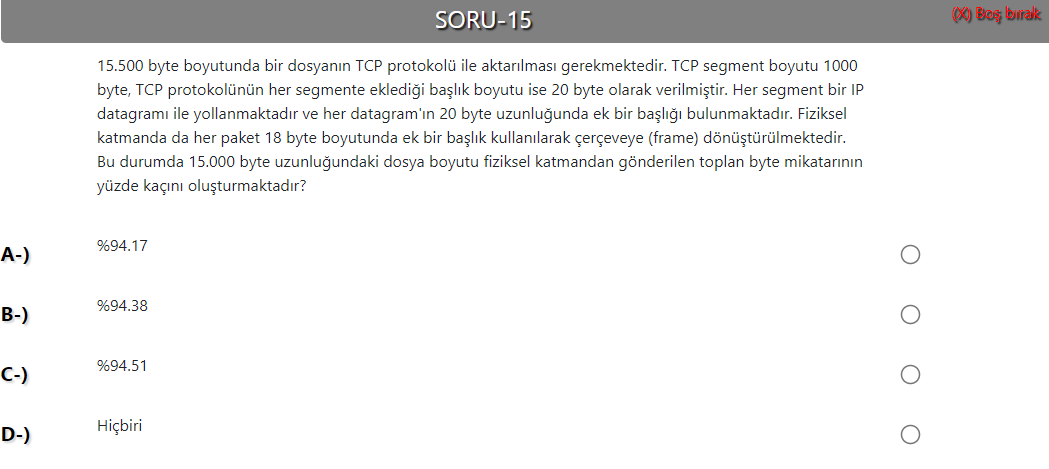 SORU-15
(X) Boş bırak
15.500 byte boyutunda bir dosyanın TCP protokolü ile aktarılması gerekmektedir. TCP segment boyutu 1000
byte, TCP protokolünün her segmente eklediği başlık boyutu ise 20 byte olarak verilmiştir. Her segment bir IP
datagramı ile yollanmaktadır ve her datagram'ın 20 byte uzunluğunda ek bir başlığı bulunmaktadır. Fiziksel
katmanda da her paket 18 byte boyutunda ek bir başlık kullanılarak çerçeveye (frame) dönüştürülmektedir.
Bu durumda 15.000 byte uzunluğundaki dosya boyutu fiziksel katmandan gönderilen toplan byte mikatarının
yüzde kaçını oluşturmaktadır?
A-) %94.17
B-) %94.38
C-) %94.51
D-) Hiçbiri